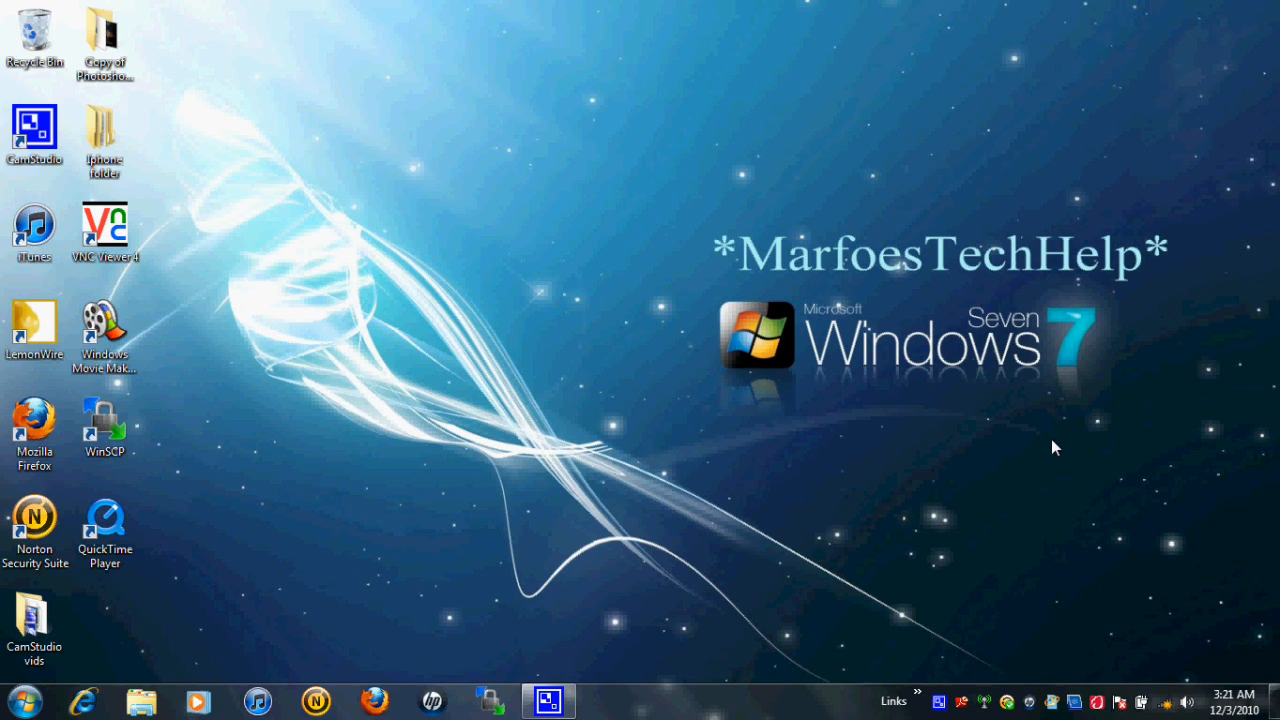 Recycle Bin
Copy of
Photosho...
CamStudio
Iphone
folder
iTunes
VNC Viewer 4
LemonWire
Windows
Movie Mak...
Mozilla
Firefox
WinSCP
Norton
Security Suite
QuickTime
Player
CamStudio
vids
*MarfoesTechHelp*
Microsoft
Seven
Windows 7
Links
3:21 AM
12/3/2010